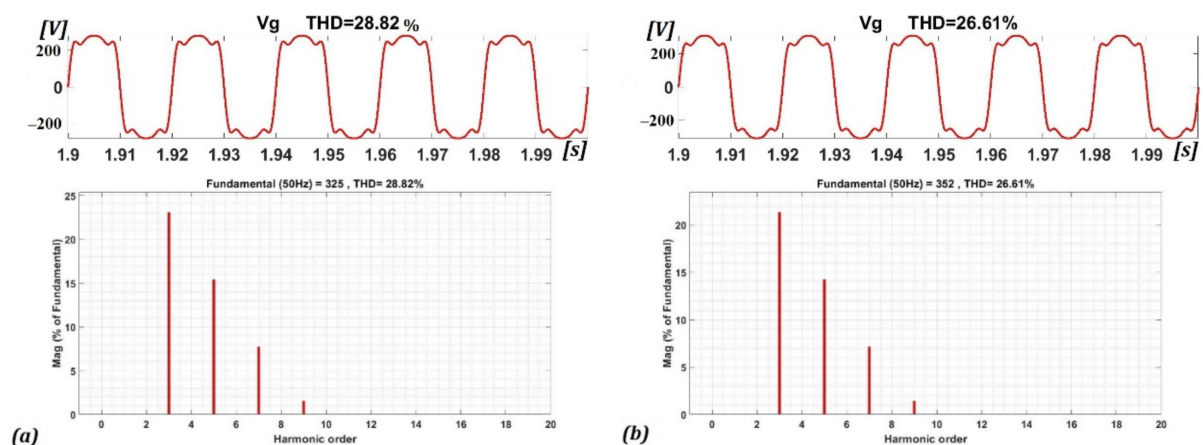 [V] Vg THD=28.82 %
200
0
−200
1.9 1.91 1.92 1.93 1.94 1.95 1.96 1.97 1.98 1.99 [s]
Fundamental (50Hz) = 325 , THD= 28.82%
Mag (% of Fundamental)
25
20
15
10
5
0
0 2 4 6 8 10 12 14 16 18 20
Harmonic order
(a)
[V] Vg THD=26.61%
200
0
−200
1.9 1.91 1.92 1.93 1.94 1.95 1.96 1.97 1.98 1.99 [s]
Fundamental (50Hz) = 352 , THD= 26.61%
Mag (% of Fundamental)
20
15
10
5
0
0 2 4 6 8 10 12 14 16 18 20
Harmonic order
(b)